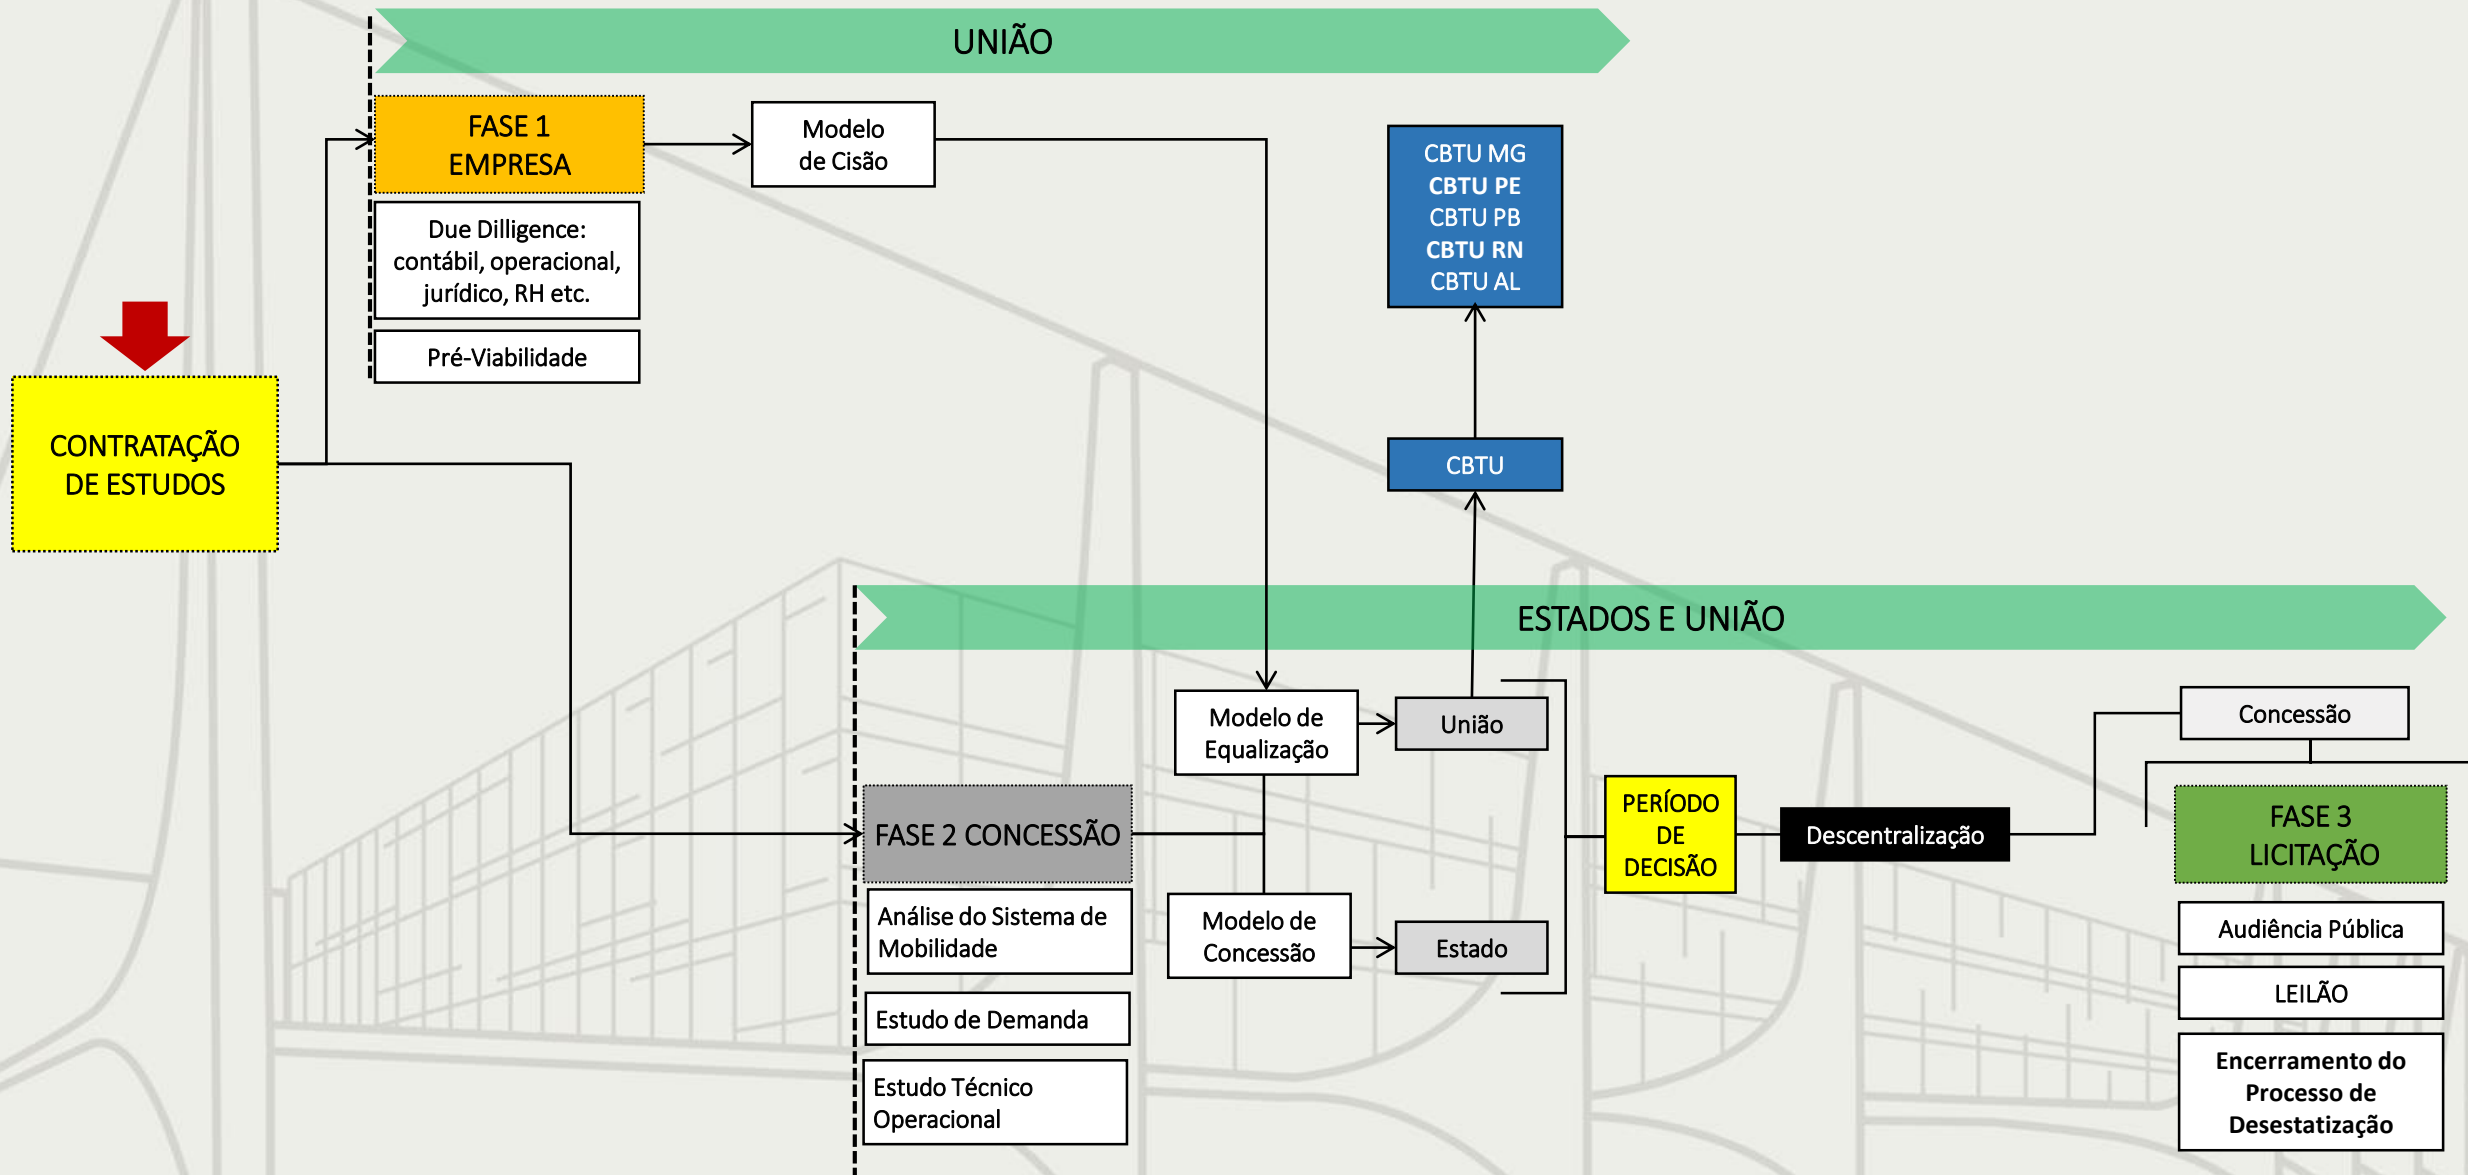 UNIÃO
FASE 1
EMPRESA
Modelo
de Cisão
Due Dilligence:
contábil, operacional,
jurídico, RH etc.
Pré-Viabilidade
CONTRATAÇÃO
DE ESTUDOS
CBTU MG
CBTU PE
CBTU PB
CBTU RN
CBTU AL
CBTU
ESTADOS E UNIÃO
Modelo de
Equalização
União
FASE 2 CONCESSÃO
Análise do Sistema de
Mobilidade
Estudo de Demanda
Estudo Técnico
Operacional
Modelo de
Concessão
Estado
PERÍODO
DE
DECISÃO
Descentralização
Concessão
FASE 3
LICITAÇÃO
Audiência Pública
LEILÃO
Encerramento do
Processo de
Desestatização